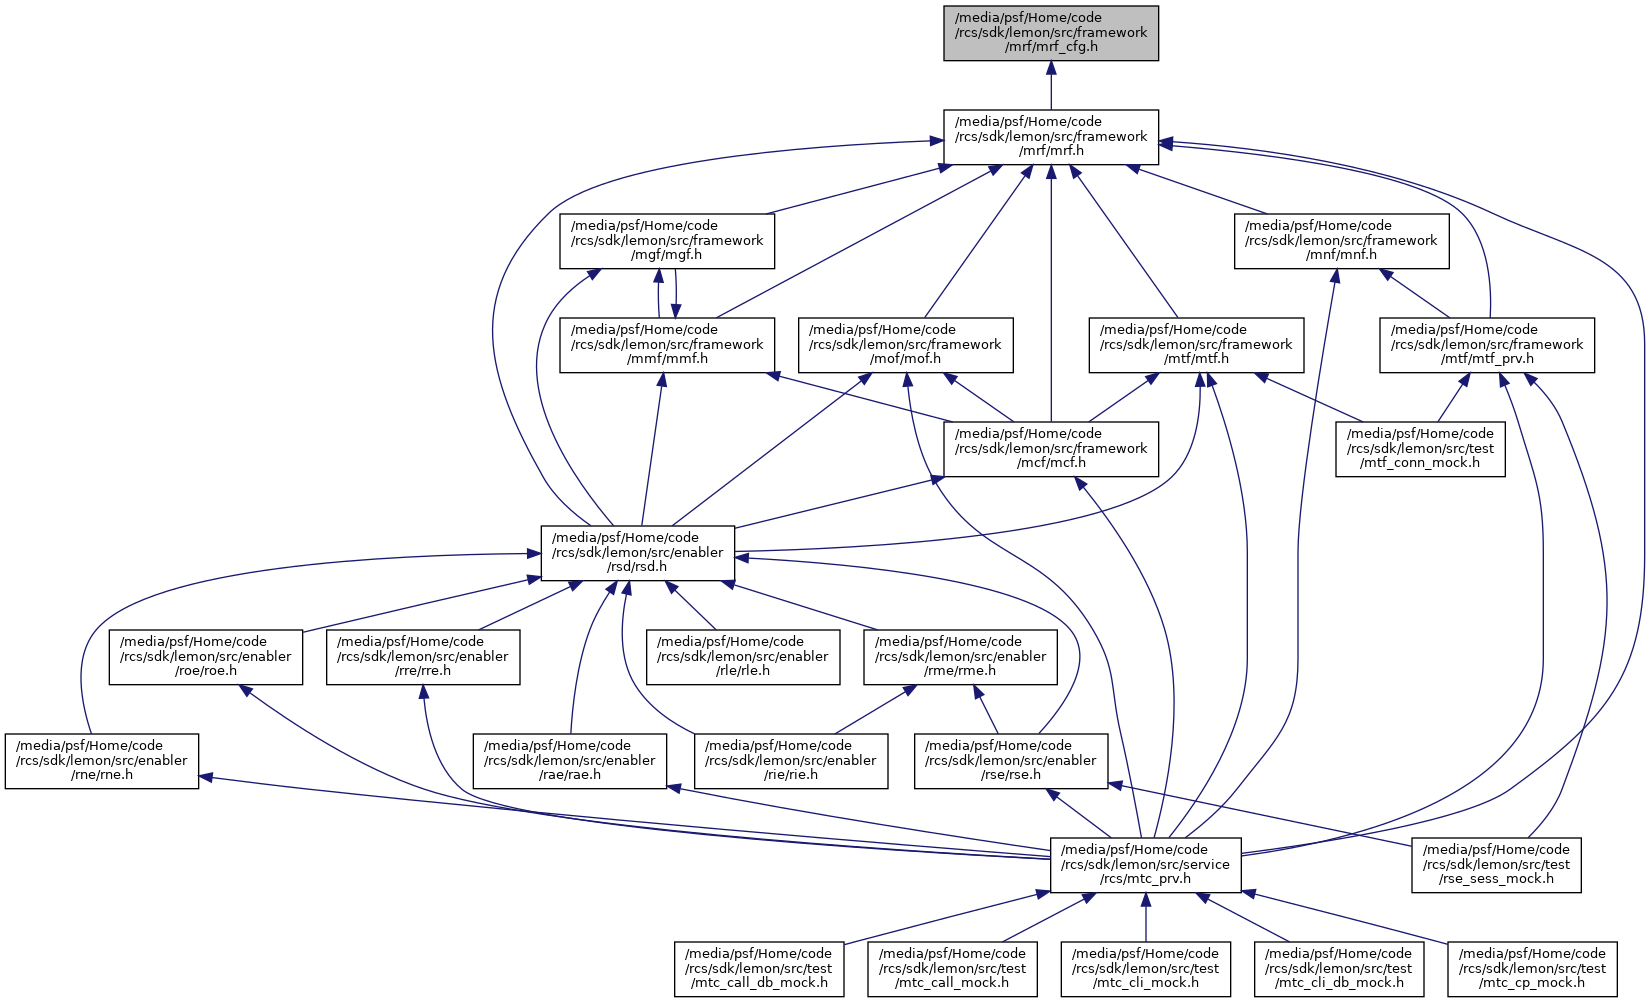 /media/psf/Home/code
/rcs/sdk/lemon/src/framework
/mrf/mrf_cfg.h
/media/psf/Home/code
/rcs/sdk/lemon/src/framework
/mrf/mrf.h
/media/psf/Home/code
/rcs/sdk/lemon/src/framework
/mgf/mgf.h
/media/psf/Home/code
/rcs/sdk/lemon/src/framework
/mnf/mnf.h
/media/psf/Home/code
/rcs/sdk/lemon/src/framework
/mmf/mmf.h
/media/psf/Home/code
/rcs/sdk/lemon/src/framework
/mof/mof.h
/media/psf/Home/code
/rcs/sdk/lemon/src/framework
/mtf/mtf.h
/media/psf/Home/code
/rcs/sdk/lemon/src/framework
/mtf/mtf_prv.h
/media/psf/Home/code
/rcs/sdk/lemon/src/framework
/mcf/mcf.h
/media/psf/Home/code
/rcs/sdk/lemon/src/test
/mtf_conn_mock.h
/media/psf/Home/code
/rcs/sdk/lemon/src/enabler
/rsd/rsd.h
/media/psf/Home/code
/rcs/sdk/lemon/src/enabler
/roe/roe.h
/media/psf/Home/code
/rcs/sdk/lemon/src/enabler
/rre/rre.h
/media/psf/Home/code
/rcs/sdk/lemon/src/enabler
/rle/rle.h
/media/psf/Home/code
/rcs/sdk/lemon/src/enabler
/rme/rme.h
/media/psf/Home/code
/rcs/sdk/lemon/src/enabler
/rne/rne.h
/media/psf/Home/code
/rcs/sdk/lemon/src/enabler
/rae/rae.h
/media/psf/Home/code
/rcs/sdk/lemon/src/enabler
/rie/rie.h
/media/psf/Home/code
/rcs/sdk/lemon/src/enabler
/rse/rse.h
/media/psf/Home/code
/rcs/sdk/lemon/src/service
/rcs/mtc_prv.h
/media/psf/Home/code
/rcs/sdk/lemon/src/test
/rse_sess_mock.h
/media/psf/Home/code
/rcs/sdk/lemon/src/test
/mtc_call_db_mock.h
/media/psf/Home/code
/rcs/sdk/lemon/src/test
/mtc_call_mock.h
/media/psf/Home/code
/rcs/sdk/lemon/src/test
/mtc_cli_mock.h
/media/psf/Home/code
/rcs/sdk/lemon/src/test
/mtc_cli_db_mock.h
/media/psf/Home/code
/rcs/sdk/lemon/src/test
/mtc_cp_mock.h